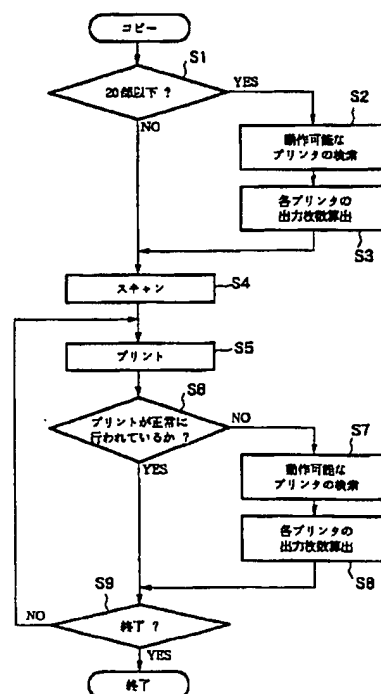 コピー
S1
20部以下 ?
YES
S2
NO
動作可能な
プリンタの検索
各プリンタの
出力枚数算出
S3
スキャン
S4
プリント
S5
S6
プリントが正常に
行われているか ?
NO
S7
YES
動作可能な
プリンタの検索
各プリンタの
出力枚数算出
S8
S9
NO
終了 ?
YES
終了